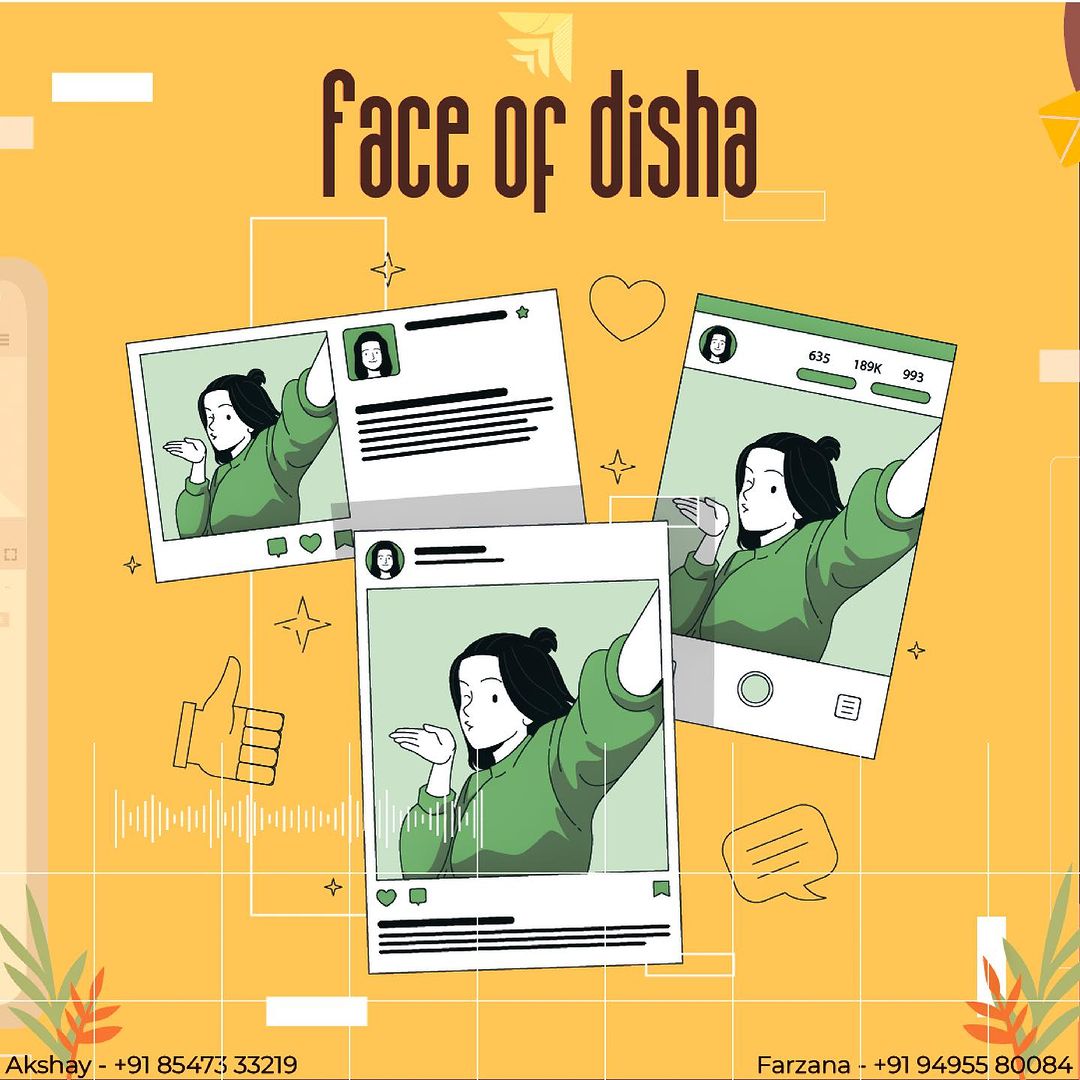 face of disha
635 189K 993
Akshay - +91 85473 33219
Farzana - +91 94955 80084